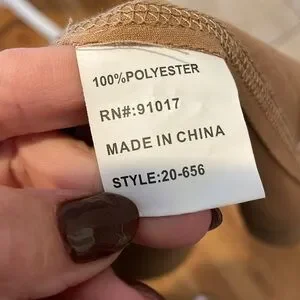 100%POLYESTER
RN#:91017
MADE IN CHINA
STYLE:20-656